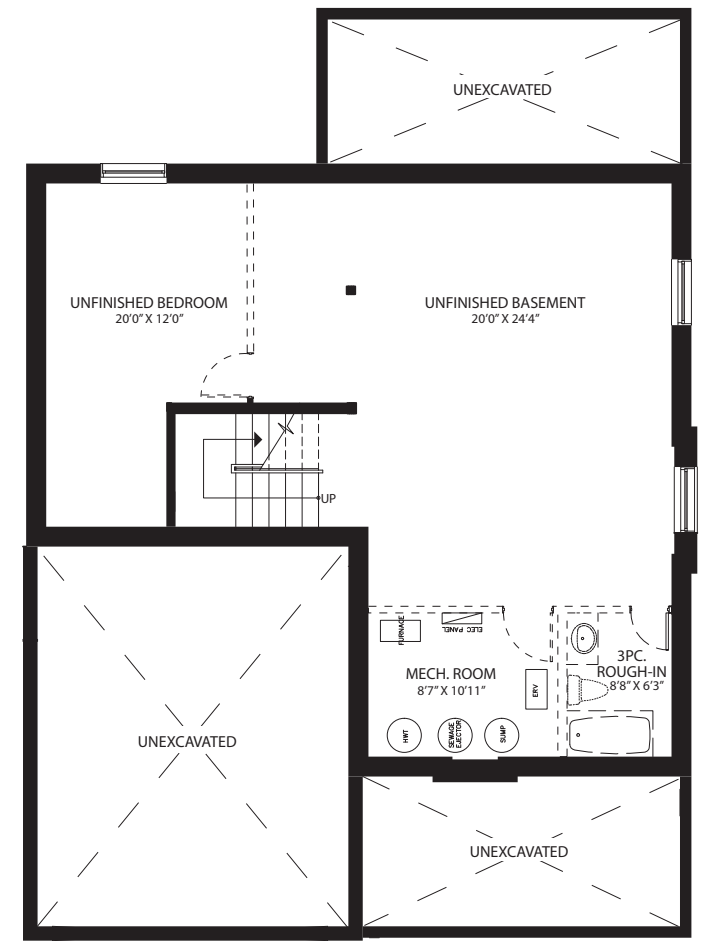 UNEXCAVATED
UNFINISHED BEDROOM
20'0" X 12'0"
UNFINISHED BASEMENT
20'0" X 24'4"
UP
FURNACE
ELEC PANEL
MECH. ROOM
8'7" X 10'11"
ERV
3PC.
ROUGH-IN
8'8" X 6'3"
HWT
SEWAGE
EJECTOR
SUMP
UNEXCAVATED
UNEXCAVATED